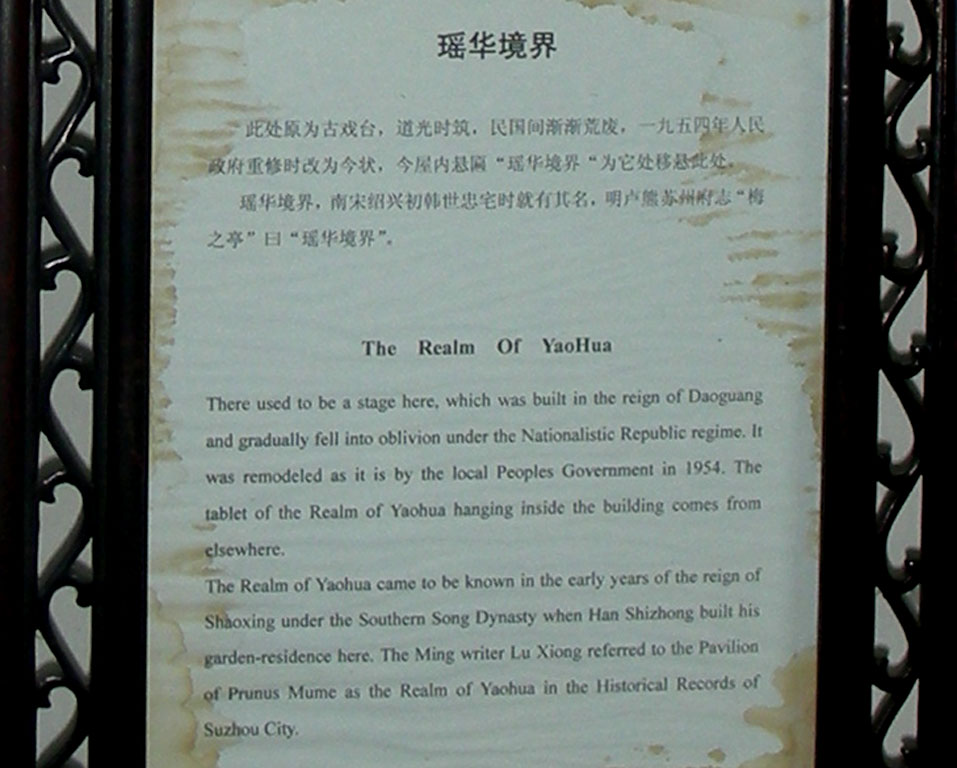 瑶华境界
此处原为古戏台，道光时筑，民国间渐渐荒废，一九五四年人民
政府重修时改为今状，今屋内悬匾“瑶华境界“为它处移悬此处。
瑶华境界，南宋绍兴初韩世忠宅时就有其名，明卢熊苏州府志“梅
之亭”曰“瑶华境界”。
The Realm Of YaoHua
There used to be a stage here, which was built in the reign of Daoguang
and gradually fell into oblivion under the Nationalistic Republic regime. It
was remodeled as it is by the local Peoples Government in 1954. The
tablet of the Realm of Yaohua hanging inside the building comes from
elsewhere.
The Realm of Yaohua came to be known in the early years of the reign of
Shaoxing under the Southern Song Dynasty when Han Shizhong built his
garden-residence here. The Ming writer Lu Xiong referred to the Pavilion
of Prunus Mume as the Realm of Yaohua in the Historical Records of
Suzhou City.